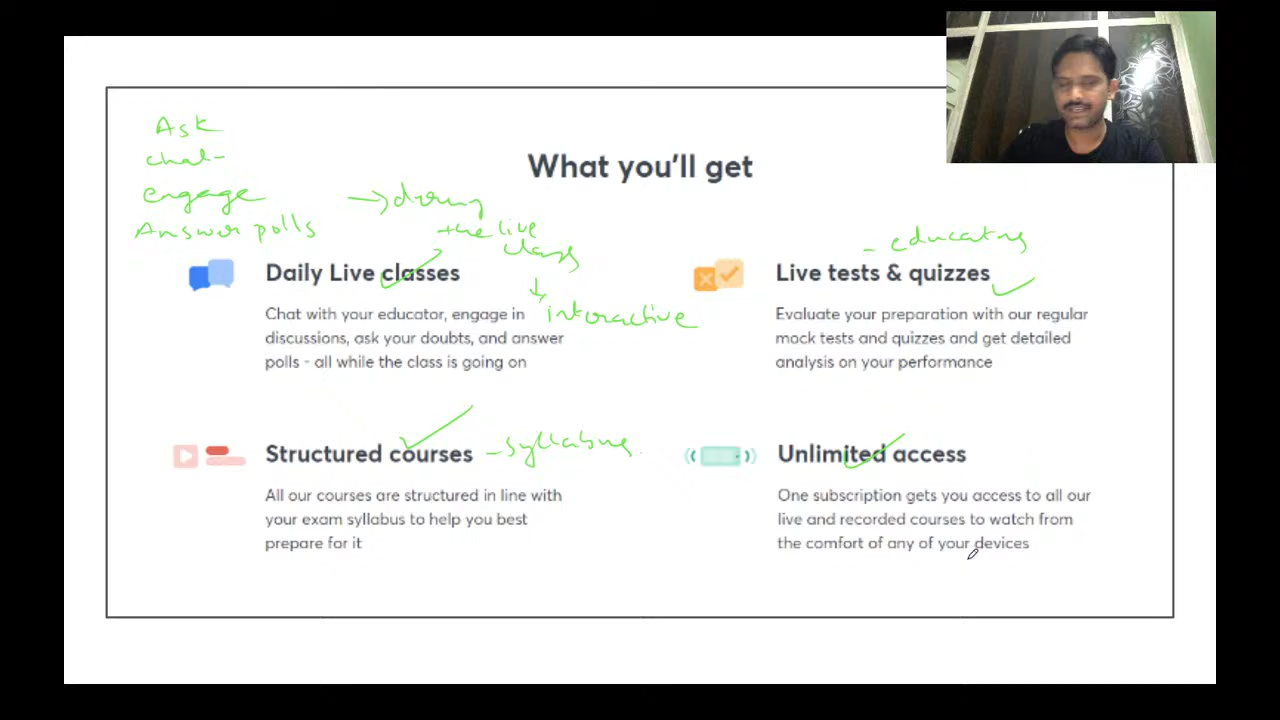 Ask
chat
engage
Answer polls
→ during
the live
class
↓
interactive
What you'll get
- educators
Daily Live classes
Chat with your educator, engage in
discussions, ask your doubts, and answer
polls - all while the class is going on
Live tests & quizzes
Evaluate your preparation with our regular
mock tests and quizzes and get detailed
analysis on your performance
Structured courses
- syllabus
All our courses are structured in line with
your exam syllabus to help you best
prepare for it
Unlimited access
One subscription gets you access to all our
live and recorded courses to watch from
the comfort of any of your devices